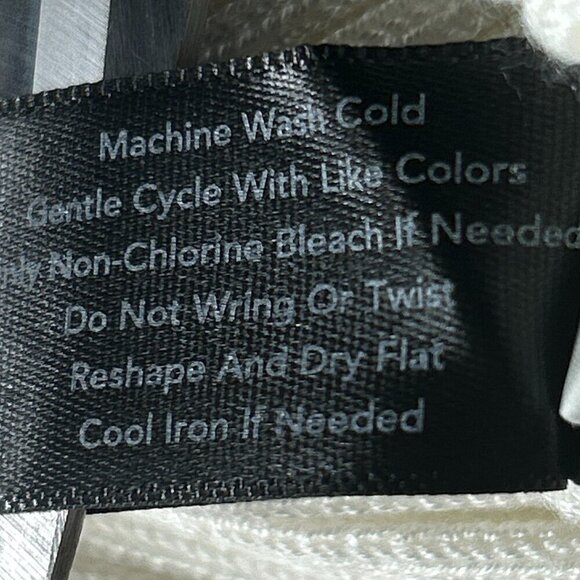 Machine Wash Cold
Gentle Cycle With Like Colors
Only Non-Chlorine Bleach If Needed
Do Not Wring Or Twist
Reshape And Dry Flat
Cool Iron If Needed